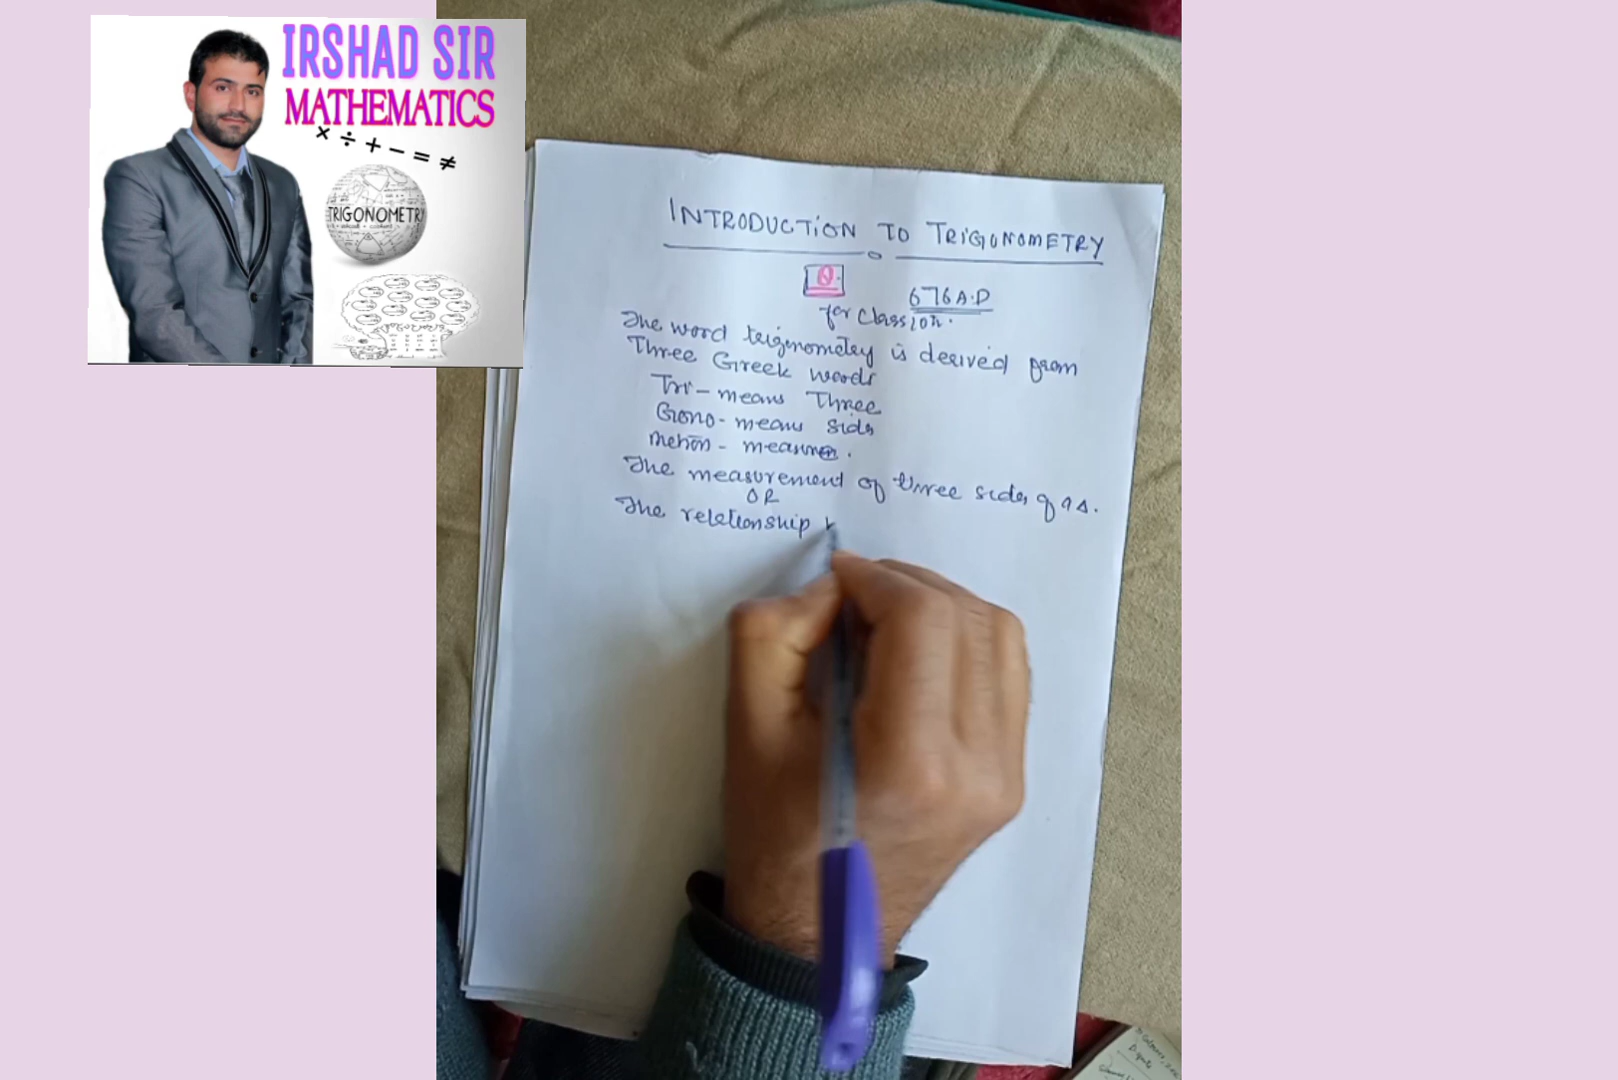 IRSHAD SIR
MATHEMATICS
× ÷ + − = ≠
TRIGONOMETRY
INTRODUCTiON TO TRiGONOMETRY
Q.
676 A.D
for Class 10th.
The word trigonometry is derived from
Three Greek words
Tri - means Three
Gono - means sides
metron - measure.
The measurement of three sides of a Δ.
OR
The reletionship